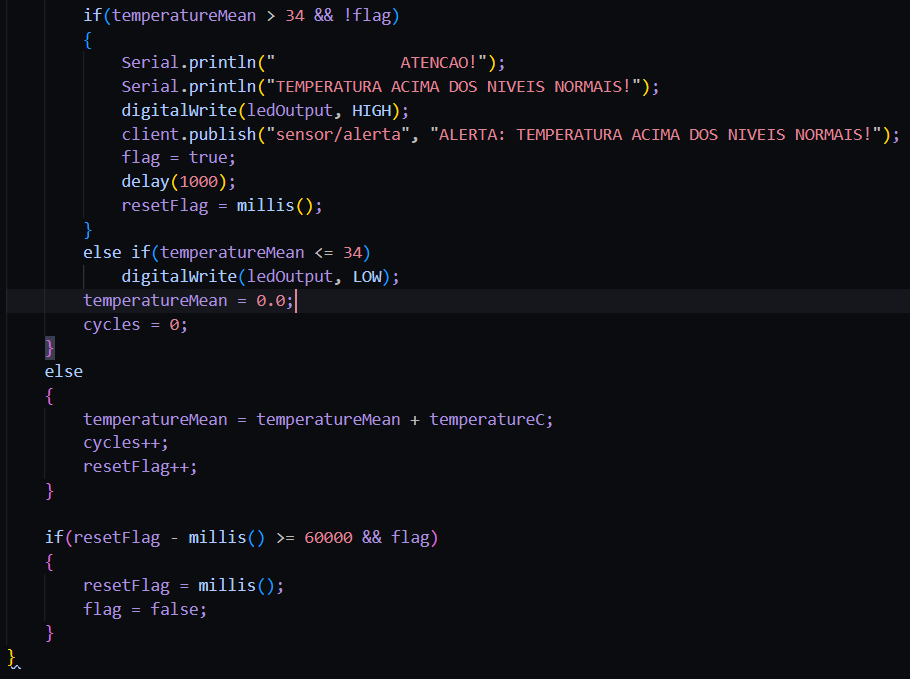 if(temperatureMean > 34 && !flag)
{
Serial.println("             ATENCAO!");
Serial.println("TEMPERATURA ACIMA DOS NIVEIS NORMAIS!");
digitalWrite(ledOutput, HIGH);
client.publish("sensor/alerta", "ALERTA: TEMPERATURA ACIMA DOS NIVEIS NORMAIS!");
flag = true;
delay(1000);
resetFlag = millis();
}
else if(temperatureMean <= 34)
digitalWrite(ledOutput, LOW);
temperatureMean = 0.0;
cycles = 0;
}
else
{
temperatureMean = temperatureMean + temperatureC;
cycles++;
resetFlag++;
}
if(resetFlag - millis() >= 60000 && flag)
{
resetFlag = millis();
flag = false;
}
}